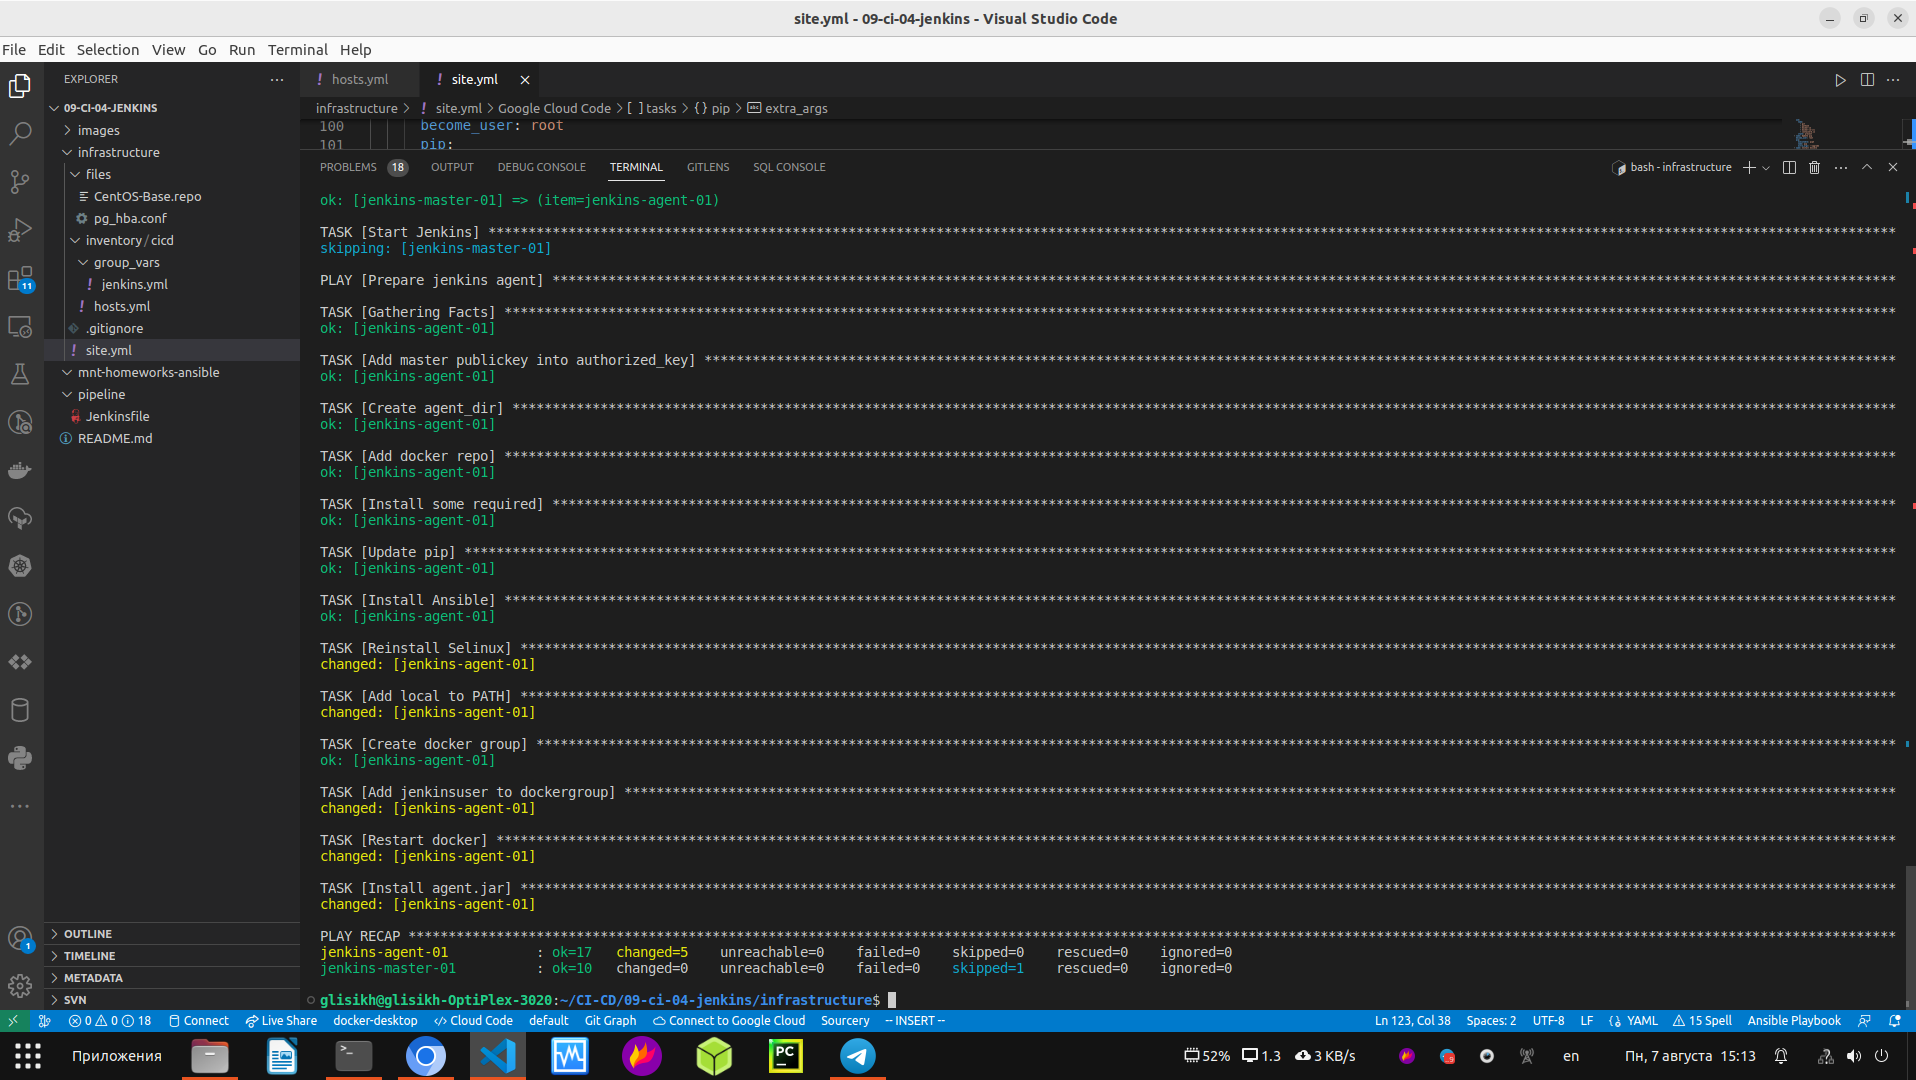 site.yml - 09-ci-04-jenkins - Visual Studio Code
File Edit Selection View Go Run Terminal Help
EXPLORER
09-CI-04-JENKINS
images
infrastructure
files
CentOS-Base.repo
pg_hba.conf
inventory/cicd
group_vars
! jenkins.yml
! hosts.yml
.gitignore
! site.yml
mnt-homeworks-ansible
pipeline
Jenkinsfile
README.md
OUTLINE
TIMELINE
METADATA
SVN
11
1
! hosts.yml ! site.yml
infrastructure > ! site.yml > Google Cloud Code > [ ] tasks > {} pip > extra_args
100 become_user: root
101 pip:
PROBLEMS 18 OUTPUT DEBUG CONSOLE TERMINAL GITLENS SQL CONSOLE bash - infrastructure
ok: [jenkins-master-01] => (item=jenkins-agent-01)
TASK [Start Jenkins] ****
skipping: [jenkins-master-01]
PLAY [Prepare jenkins agent] ****
TASK [Gathering Facts] ****
ok: [jenkins-agent-01]
TASK [Add master publickey into authorized_key] ****
ok: [jenkins-agent-01]
TASK [Create agent_dir] ****
ok: [jenkins-agent-01]
TASK [Add docker repo] ****
ok: [jenkins-agent-01]
TASK [Install some required] ****
ok: [jenkins-agent-01]
TASK [Update pip] ****
ok: [jenkins-agent-01]
TASK [Install Ansible] ****
ok: [jenkins-agent-01]
TASK [Reinstall Selinux] ****
changed: [jenkins-agent-01]
TASK [Add local to PATH] ****
changed: [jenkins-agent-01]
TASK [Create docker group] ****
ok: [jenkins-agent-01]
TASK [Add jenkinsuser to dockergroup] ****
changed: [jenkins-agent-01]
TASK [Restart docker] ****
changed: [jenkins-agent-01]
TASK [Install agent.jar] ****
changed: [jenkins-agent-01]
PLAY RECAP ****
jenkins-agent-01 : ok=17 changed=5 unreachable=0 failed=0 skipped=0 rescued=0 ignored=0
jenkins-master-01 : ok=10 changed=0 unreachable=0 failed=0 skipped=1 rescued=0 ignored=0
glisikh@glisikh-OptiPlex-3020:~/CI-CD/09-ci-04-jenkins/infrastructure$
0 0 18 Connect Live Share docker-desktop Cloud Code default Git Graph Connect to Google Cloud Sourcery -- INSERT -- Ln 123, Col 38 Spaces: 2 UTF-8 LF YAML 15 Spell Ansible Playbook
Приложения PC 52% 1.3 3 KB/s en Пн, 7 августа 15:13